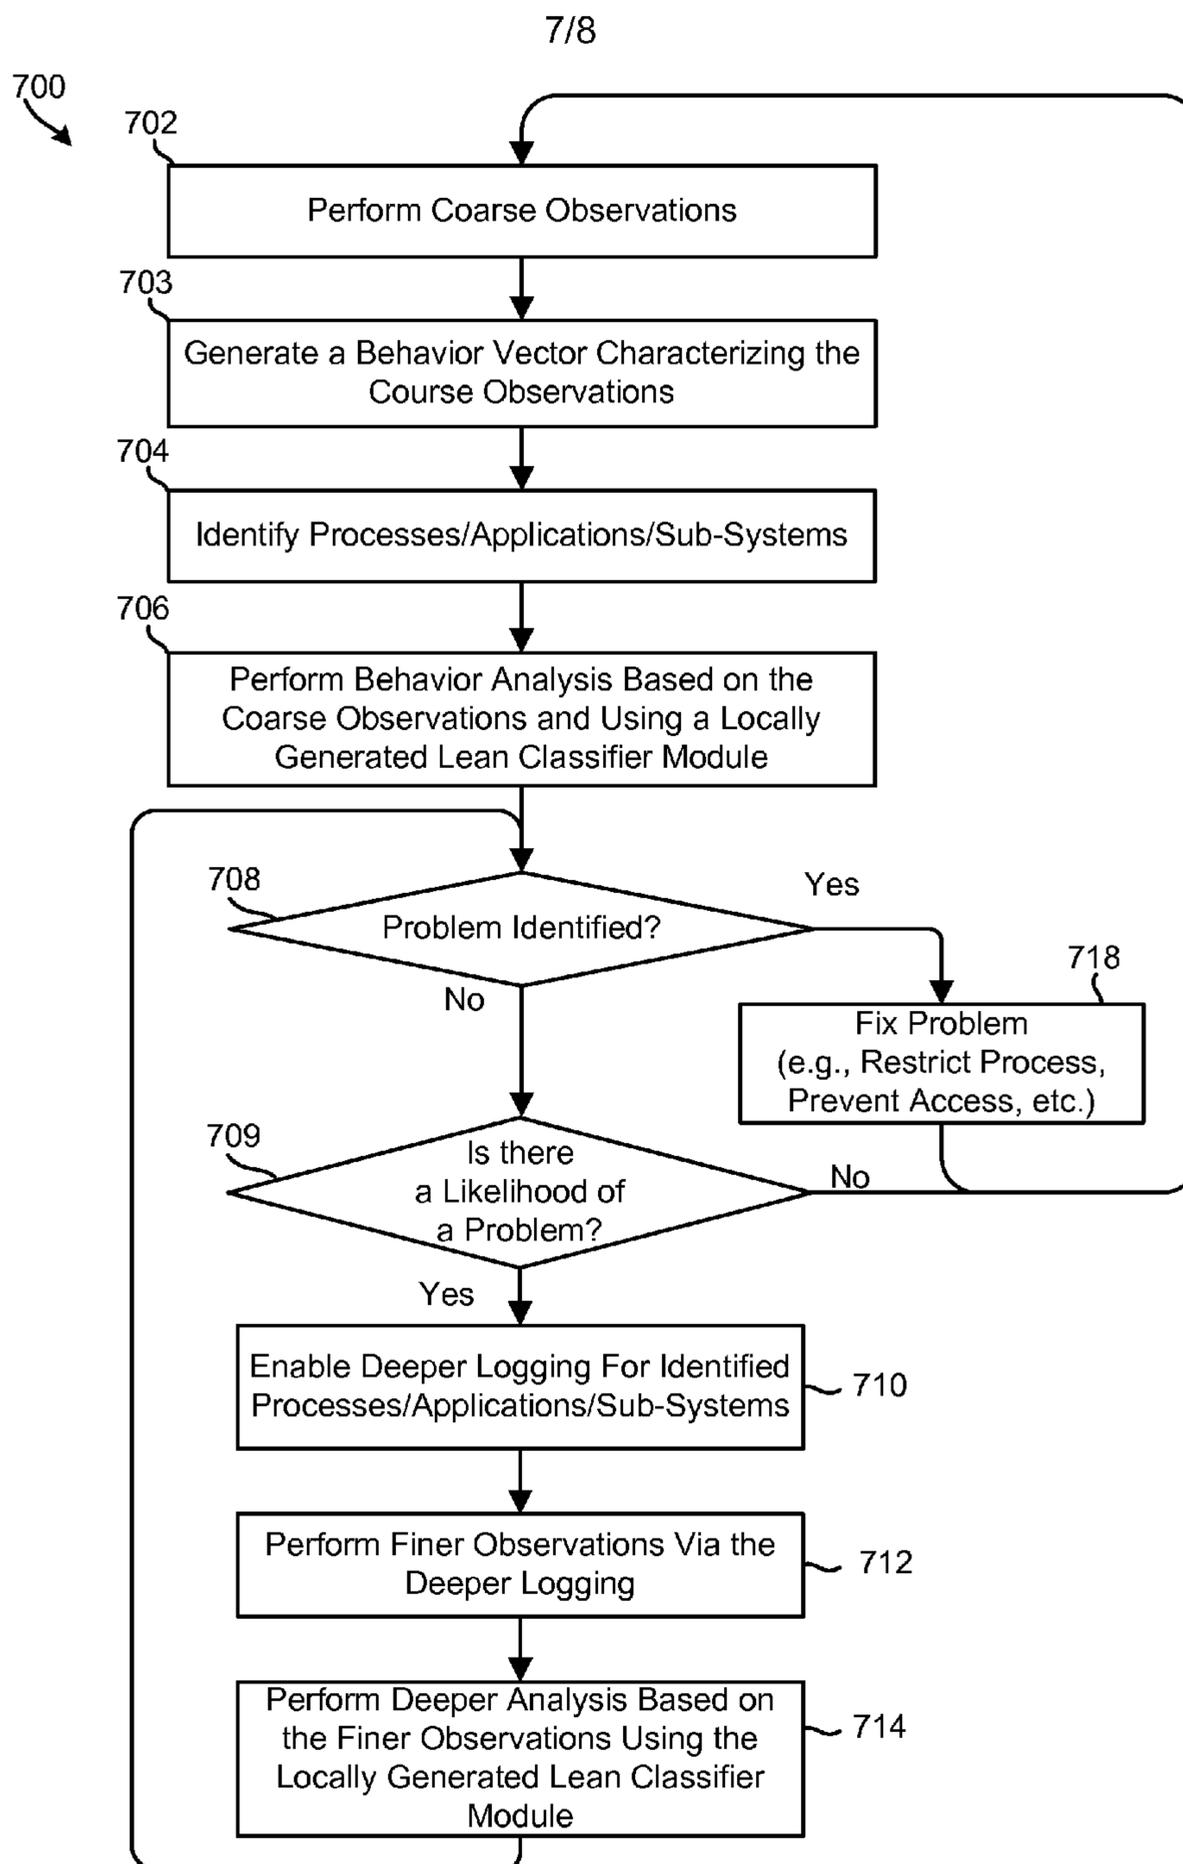 7/8
700
702
Perform Coarse Observations
703
Generate a Behavior Vector Characterizing the
Course Observations
704
Identify Processes/Applications/Sub-Systems
706
Perform Behavior Analysis Based on the
Coarse Observations and Using a Locally
Generated Lean Classifier Module
708
Problem Identified?
Yes
No
718
Fix Problem
(e.g., Restrict Process,
Prevent Access, etc.)
709
Is there
a Likelihood of
a Problem?
No
Yes
Enable Deeper Logging For Identified
Processes/Applications/Sub-Systems
710
Perform Finer Observations Via the
Deeper Logging
712
Perform Deeper Analysis Based on
the Finer Observations Using the
Locally Generated Lean Classifier
Module
714